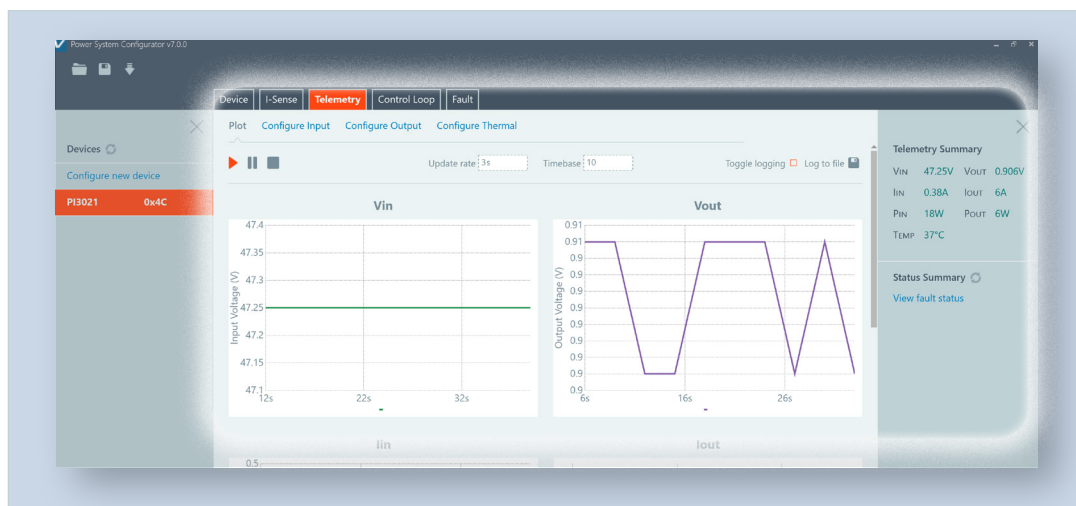 Power System Configurator v7.0.0
Device I-Sense Telemetry Control Loop Fault
Devices
Configure new device
PI3021 0x4C
Plot Configure Input Configure Output Configure Thermal
Update rate 3s Timebase 10 Toggle logging Log to file
Vin
47.4
47.35
47.3
47.25
47.2
47.15
47.1
Input Voltage (V)
12s 22s 32s
Vout
0.91
0.91
0.9
0.9
0.9
0.9
0.9
0.9
0.9
0.9
0.9
Output Voltage (V)
6s 16s 26s
Iin
0.5
Iout
Telemetry Summary
VIN 47.25V VOUT 0.906V
IIN 0.38A IOUT 6A
PIN 18W POUT 6W
TEMP 37°C
Status Summary
View fault status